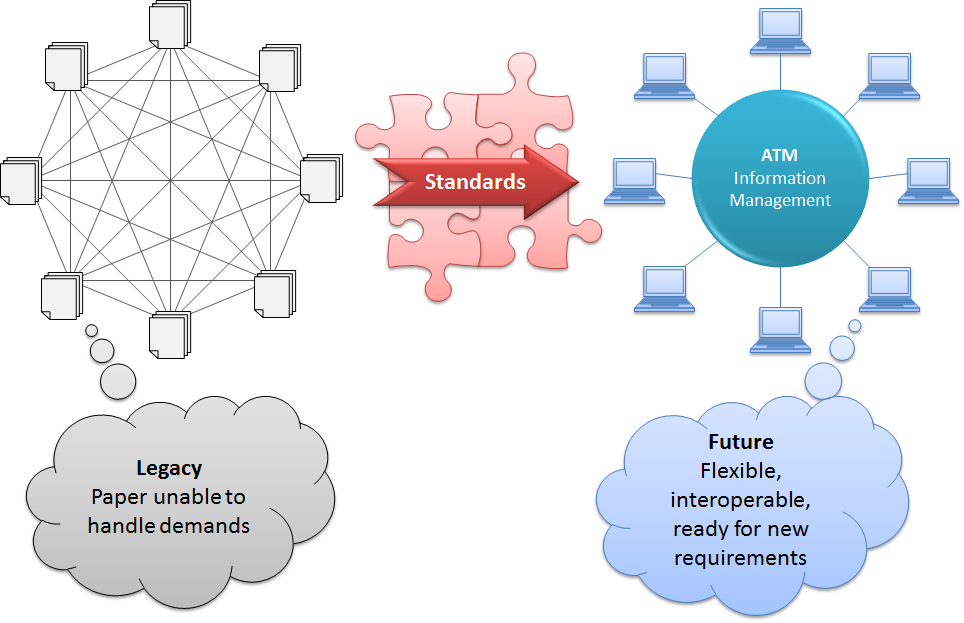 Standards
ATM
Information
Management
Legacy
Paper unable to
handle demands
Future
Flexible,
interoperable,
ready for new
requirements